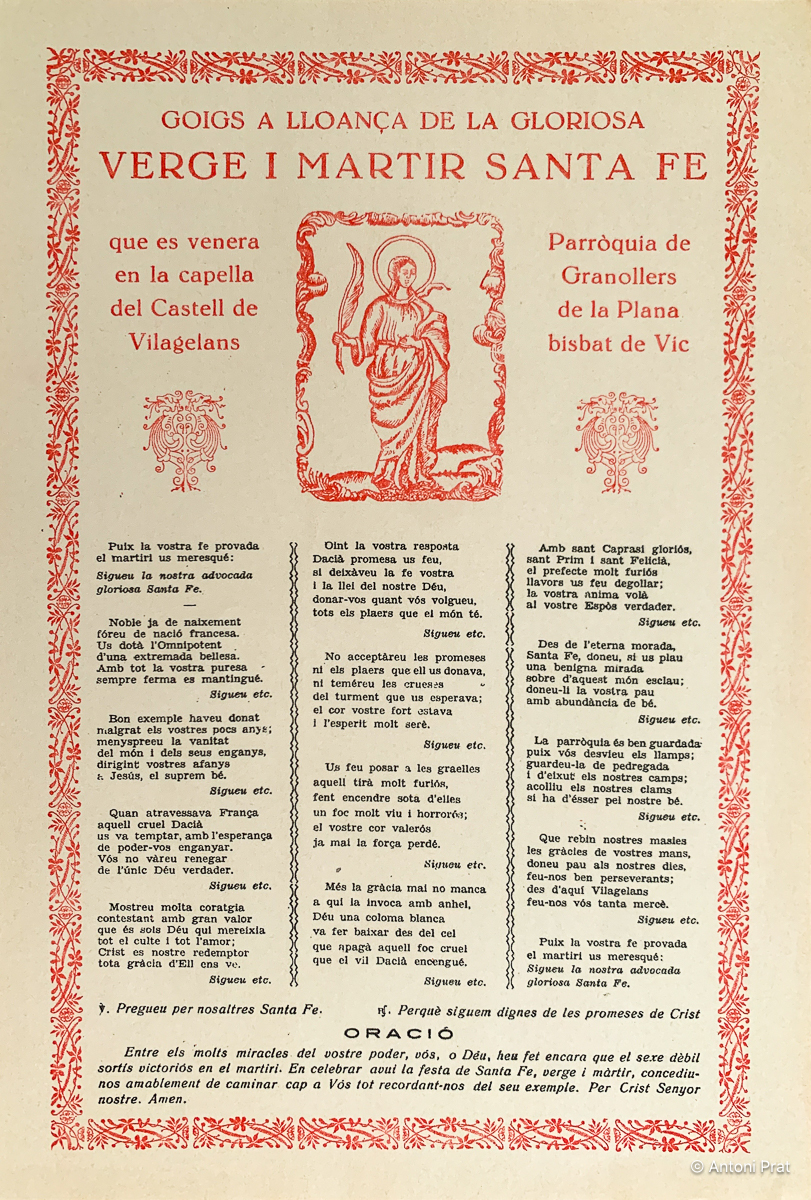 GOIGS A LLOANÇA DE LA GLORIOSA
VERGE I MARTIR SANTA FE
que es venera
en la capella
del Castell de
Vilagelans
Parròquia de
Granollers
de la Plana
bisbat de Vic
Puix la vostra fe provada
el martiri us meresqué:
Sigueu la nostra advocada
gloriosa Santa Fe.
Noble ja de naixement
fóreu de nació francesa.
Us dotà l'Omnipotent
d'una extremada bellesa.
Amb tot la vostra puresa
sempre ferma es mantingué.
Sigueu etc.
Bon exemple haveu donat
malgrat els vostres pocs anys;
menyspreeu la vanitat
del món i dels seus enganys,
dirigint vostres afanys
a Jesús, el suprem bé.
Sigueu etc.
Quan atravessava França
aquell cruel Dacià
us va temptar, amb l'esperança
de poder-vos enganyar.
Vós no vàreu renegar
de l'únic Déu verdader.
Sigueu etc.
Mostreu molta coratgia
contestant amb gran valor
que és sols Déu qui mereixia
tot el culte i tot l'amor;
Crist es nostre redemptor
tota gràcia d'Ell ens ve.
Sigueu etc.
Oint la vostra resposta
Dacià promesa us feu,
si deixàveu la fe vostra
i la llei del nostre Déu,
donar-vos quant vós volgueu,
tots els plaers que el món té.
Sigueu etc.
No acceptàreu les promeses
ni els plaers que ell us donava,
ni teméreu les crueses
del turment que us esperava;
el cor vostre fort estava
i l'esperit molt serè.
Sigueu etc.
Us feu posar a les graelles
aquell tirà molt furiós,
fent encendre sota d'elles
un foc molt viu i horrorós;
el vostre cor valerós
ja mai la força perdé.
Sigueu etc.
Més la gràcia mai no manca
a qui la invoca amb anhel,
Déu una coloma blanca
va fer baixar des del cel
que apagà aquell foc cruel
que el vil Dacià encengué.
Sigueu etc.
Amb sant Caprasi gloriós,
sant Prim i sant Felicià,
el prefecte molt furiós
llavors us feu degollar;
la vostra ànima volà
al vostre Espòs verdader.
Sigueu etc.
Des de l'eterna morada,
Santa Fe, doneu, si us plau
una benigna mirada
sobre d'aquest món esclau;
doneu-li la vostra pau
amb abundància de bé.
Sigueu etc.
La parròquia és ben guardada
puix vós desvieu els llamps;
guardeu-la de pedregada
i d'eixut els nostres camps;
acolliu els nostres clams
si ha d'ésser pel nostre bé.
Sigueu etc.
Que rebin nostres masies
les gràcies de vostres mans,
doneu pau als nostres dies,
feu-nos ben perseverants;
des d'aquí Vilagelans
feu-nos vós tanta mercè.
Sigueu etc.
Puix la vostra fe provada
el martiri us meresqué:
Sigueu la nostra advocada
gloriosa Santa Fe.
℣. Pregueu per nosaltres Santa Fe. ℟. Perquè siguem dignes de les promeses de Crist
ORACIÓ
Entre els molts miracles del vostre poder, vós, o Déu, heu fet encara que el sexe dèbil
sortís victoriós en el martiri. En celebrar avui la festa de Santa Fe, verge i màrtir, concediu-
nos amablement de caminar cap a Vós tot recordant-nos del seu exemple. Per Crist Senyor
nostre. Amen.
© Antoni Prat